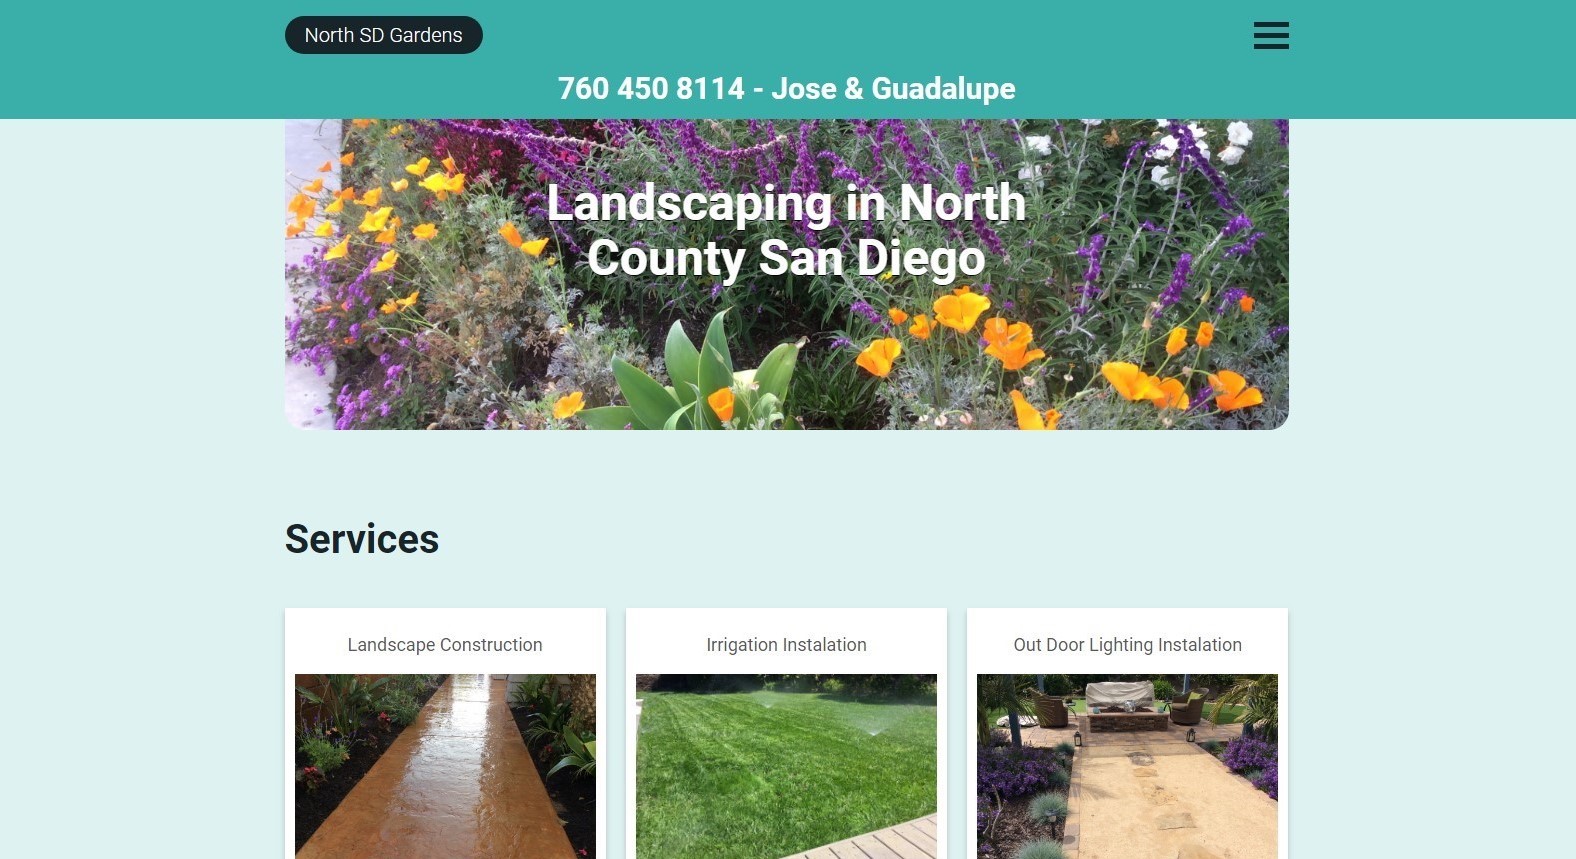 North SD Gardens
760 450 8114 - Jose & Guadalupe
Landscaping in North
County San Diego
Services
Landscape Construction
Irrigation Instalation
Out Door Lighting Instalation